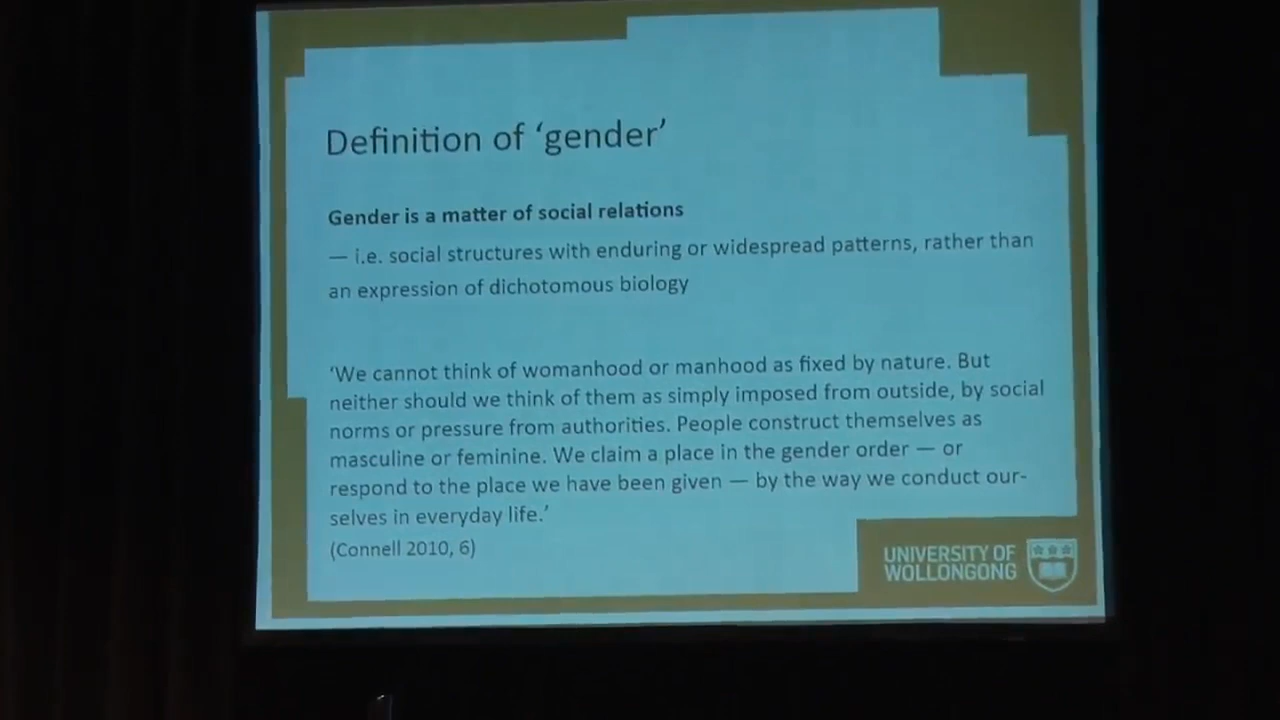 Definition of ‘gender’
Gender is a matter of social relations
— i.e. social structures with enduring or widespread patterns, rather than
an expression of dichotomous biology
‘We cannot think of womanhood or manhood as fixed by nature. But
neither should we think of them as simply imposed from outside, by social
norms or pressure from authorities. People construct themselves as
masculine or feminine. We claim a place in the gender order — or
respond to the place we have been given — by the way we conduct our-
selves in everyday life.’
(Connell 2010, 6)
UNIVERSITY OF
WOLLONGONG